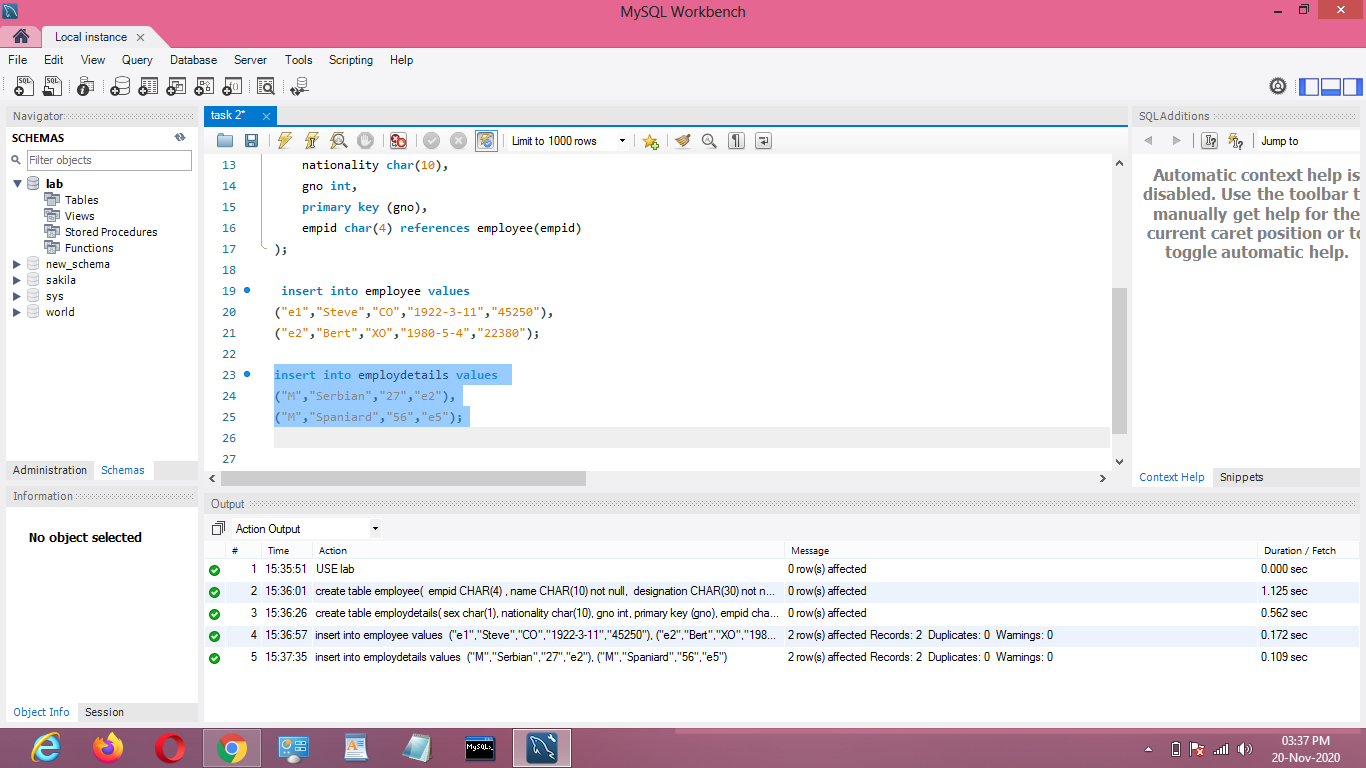 MySQL Workbench
Local instance
File Edit View Query Database Server Tools Scripting Help
Navigator
SCHEMAS
Filter objects
lab
Tables
Views
Stored Procedures
Functions
new_schema
sakila
sys
world
Administration Schemas
Information
No object selected
Object Info Session
task 2*
Limit to 1000 rows
13 nationality char(10),
14 gno int,
15 primary key (gno),
16 empid char(4) references employee(empid)
17 );
18
19 insert into employee values
20 ("e1","Steve","CO","1922-3-11","45250"),
21 ("e2","Bert","XO","1980-5-4","22380");
22
23 insert into employdetails values
24 ("M","Serbian","27","e2"),
25 ("M","Spaniard","56","e5");
26
27
SQLAdditions
Jump to
Automatic context help is
disabled. Use the toolbar t
manually get help for the
current caret position or to
toggle automatic help.
Context Help Snippets
Output
Action Output
# Time Action Message Duration / Fetch
1 15:35:51 USE lab 0 row(s) affected 0.000 sec
2 15:36:01 create table employee( empid CHAR(4) , name CHAR(10) not null, designation CHAR(30) not n... 0 row(s) affected 1.125 sec
3 15:36:26 create table employdetails( sex char(1), nationality char(10), gno int, primary key (gno), empid cha... 0 row(s) affected 0.562 sec
4 15:36:57 insert into employee values ("e1","Steve","CO","1922-3-11","45250"), ("e2","Bert","XO","198... 2 row(s) affected Records: 2 Duplicates: 0 Warnings: 0 0.172 sec
5 15:37:35 insert into employdetails values ("M","Serbian","27","e2"), ("M","Spaniard","56","e5") 2 row(s) affected Records: 2 Duplicates: 0 Warnings: 0 0.109 sec
03:37 PM
20-Nov-2020